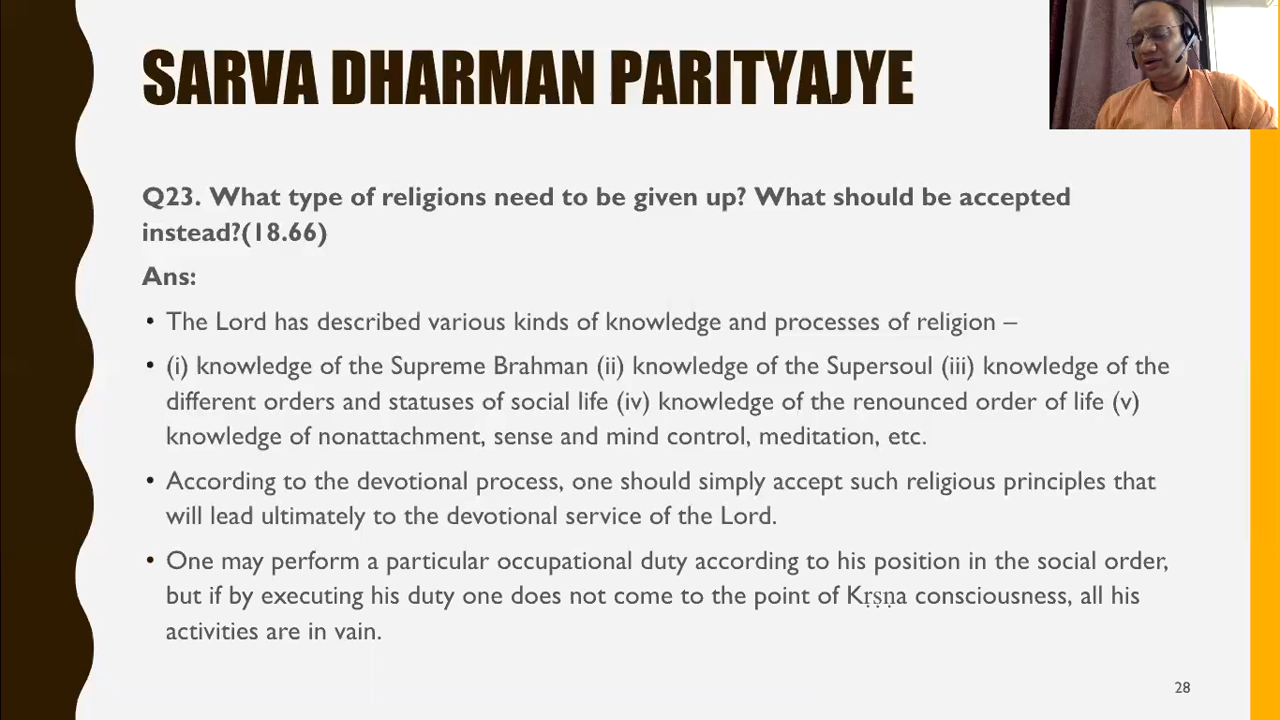 SARVA DHARMAN PARITYAJYE
Q23. What type of religions need to be given up? What should be accepted
instead?(18.66)
Ans:
• The Lord has described various kinds of knowledge and processes of religion –
• (i) knowledge of the Supreme Brahman (ii) knowledge of the Supersoul (iii) knowledge of the
different orders and statuses of social life (iv) knowledge of the renounced order of life (v)
knowledge of nonattachment, sense and mind control, meditation, etc.
• According to the devotional process, one should simply accept such religious principles that
will lead ultimately to the devotional service of the Lord.
• One may perform a particular occupational duty according to his position in the social order,
but if by executing his duty one does not come to the point of Kṛṣṇa consciousness, all his
activities are in vain.
28